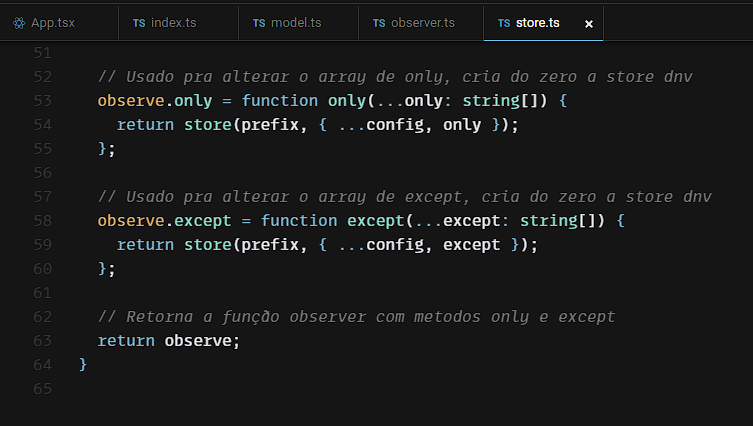 App.tsx TS index.ts TS model.ts TS observer.ts TS store.ts ×
51
52 // Usado pra alterar o array de only, cria do zero a store dnv
53 observe.only = function only(...only: string[]) {
54 return store(prefix, { ...config, only });
55 };
56
57 // Usado pra alterar o array de except, cria do zero a store dnv
58 observe.except = function except(...except: string[]) {
59 return store(prefix, { ...config, except });
60 };
61
62 // Retorna a função observer com metodos only e except
63 return observe;
64 }
65